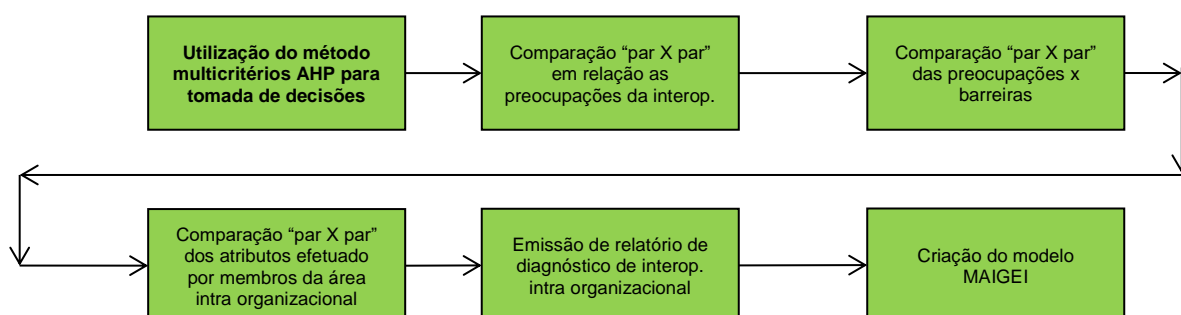 Utilização do método
multicritérios AHP para
tomada de decisões
Comparação “par X par”
em relação as
preocupações da interop.
Comparação “par X par”
das preocupações x
barreiras
Comparação “par X par”
dos atributos efetuado
por membros da área
intra organizacional
Emissão de relatório de
diagnóstico de interop.
intra organizacional
Criação do modelo
MAIGEI